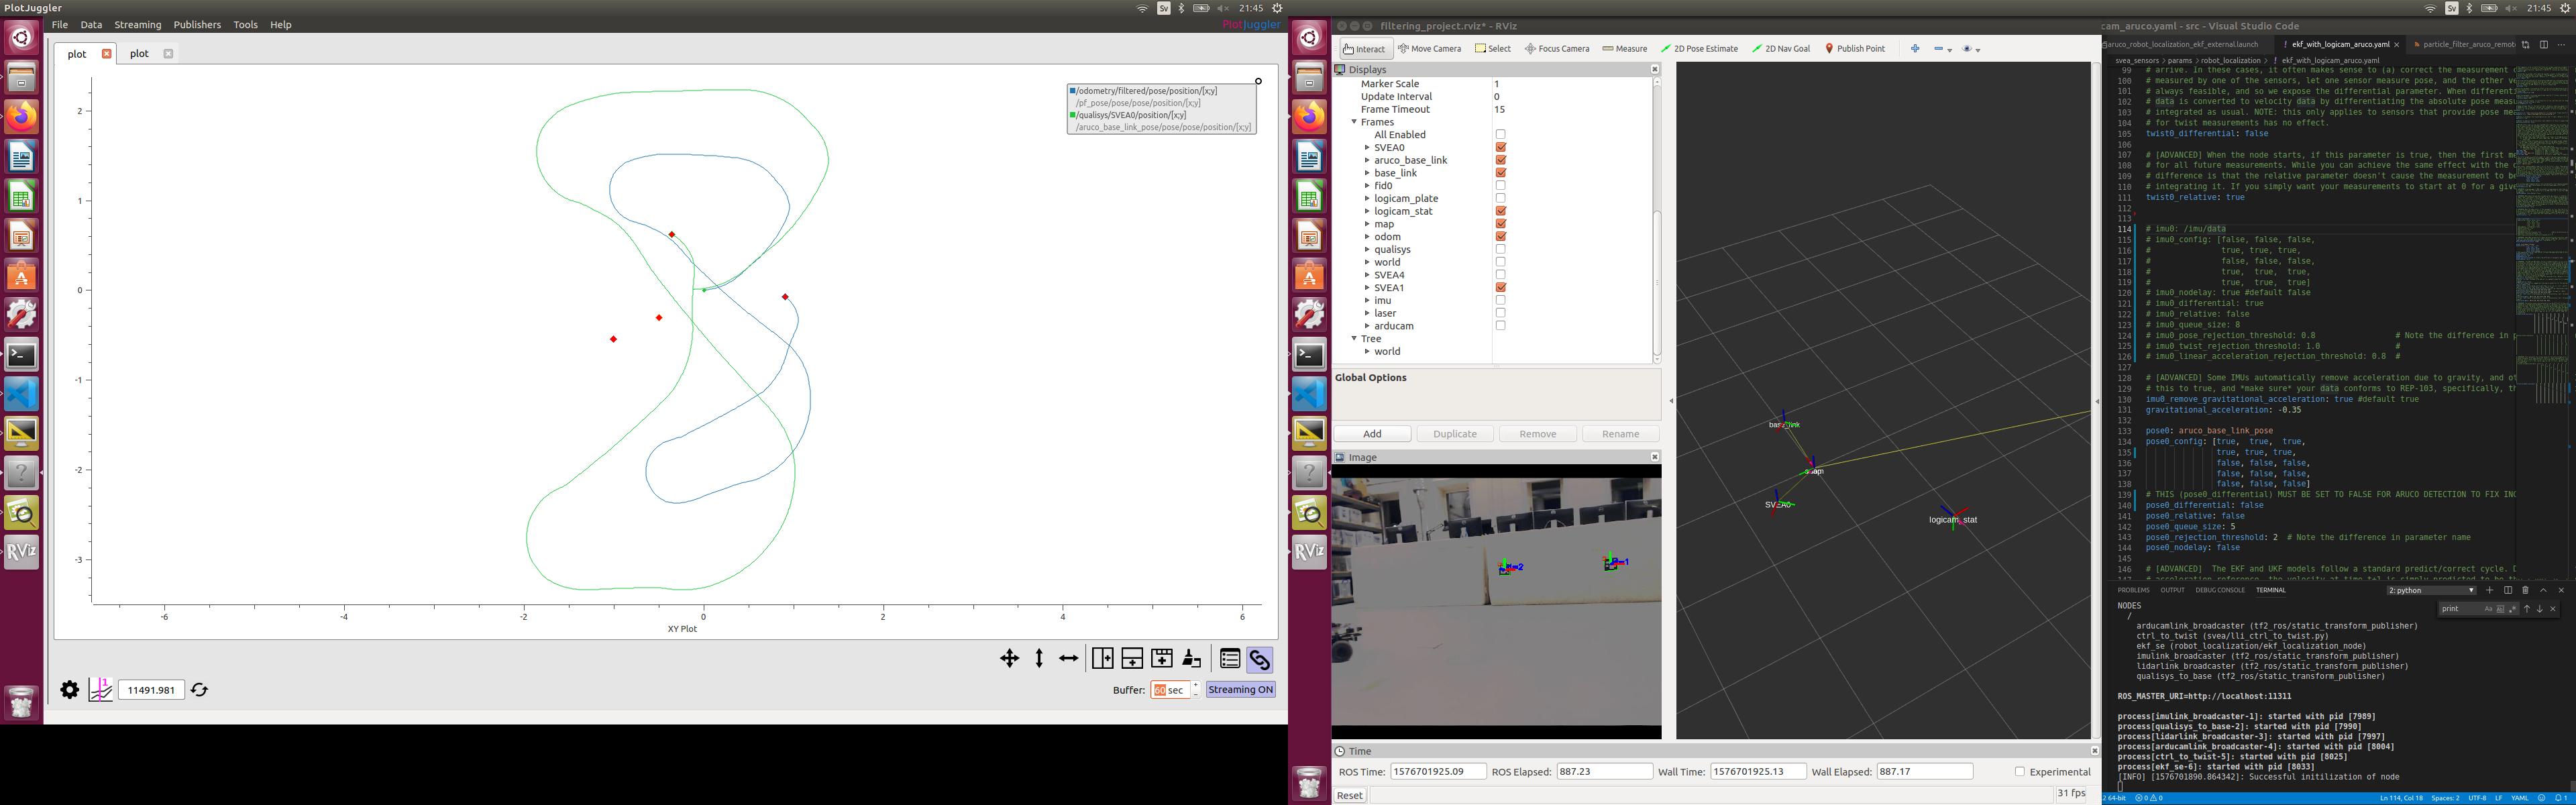 PlotJuggler
Sv
21:45
File Data Streaming Publishers Tools Help
PlotJuggler
plot
plot
/odometry/filtered/pose/position/[x;y]
/pf_pose/pose/pose/position/[x;y]
/qualisys/SVEA0/position/[x;y]
/aruco_base_link_pose/pose/pose/position/[x;y]
2
1
0
-1
-2
-3
-6
-4
-2
0
2
4
6
XY Plot
11491.981
Buffer: 60 sec
Streaming ON
filtering_project.rviz* - RViz
Interact Move Camera Select Focus Camera Measure 2D Pose Estimate 2D Nav Goal Publish Point
Displays
Marker Scale 1
Update Interval 0
Frame Timeout 15
Frames
All Enabled
SVEA0
aruco_base_link
base_link
fid0
logicam_plate
logicam_stat
map
odom
qualisys
world
SVEA4
SVEA1
imu
laser
arducam
Tree
world
Global Options
Add Duplicate Remove Rename
Image
SVEA0
logicam_stat
Time
ROS Time: 1576701925.09 ROS Elapsed: 887.23 Wall Time: 1576701925.13 Wall Elapsed: 887.17 Experimental
Reset
31 fps
cam_aruco.yaml - src - Visual Studio Code
Sv
21:45
aruco_robot_localization_ekf_external.launch
ekf_with_logicam_aruco.yaml
particle_filter_aruco_remot
svea_sensors > params > robot_localization > ekf_with_logicam_aruco.yaml
99 # arrive. In these cases, it often makes sense to (a) correct the measurement
100 # measured by one of the sensors, let one sensor measure pose, and the other ve
101 # always feasible, and so we expose the differential parameter. When differenti
102 # data is converted to velocity data by differentiating the absolute pose meas
103 # integrated as usual. NOTE: this only applies to sensors that provide pose mea
104 # for twist measurements has no effect.
105 twist0_differential: false
106
107 # [ADVANCED] When the node starts, if this parameter is true, then the first m
108 # for all future measurements. While you can achieve the same effect with the d
109 # difference is that the relative parameter doesn't cause the measurement to be
110 # integrating it. If you simply want your measurements to start at 0 for a give
111 twist0_relative: true
112
113
114 # imu0: /imu/data
115 # imu0_config: [false, false, false,
116 # true, true, true,
117 # false, false, false,
118 # true, true, true,
119 # true, true, true]
120 # imu0_nodelay: true #default false
121 # imu0_differential: true
122 # imu0_relative: false
123 # imu0_queue_size: 8
124 # imu0_pose_rejection_threshold: 0.8 # Note the difference in p
125 # imu0_twist_rejection_threshold: 1.0 #
126 # imu0_linear_acceleration_rejection_threshold: 0.8 #
127
128 # [ADVANCED] Some IMUs automatically remove acceleration due to gravity, and ot
129 # this to true, and *make sure* your data conforms to REP-103, specifically, th
130 imu0_remove_gravitational_acceleration: true #default true
131 gravitational_acceleration: -0.35
132
133 pose0: aruco_base_link_pose
134 pose0_config: [true, true, true,
135 true, true, true,
136 false, false, false,
137 false, false, false,
138 false, false, false]
139 # THIS (pose0_differential) MUST BE SET TO FALSE FOR ARUCO DETECTION TO FIX INC
140 pose0_differential: false
141 pose0_relative: false
142 pose0_queue_size: 5
143 pose0_rejection_threshold: 2 # Note the difference in parameter name
144 pose0_nodelay: false
145
146 # [ADVANCED] The EKF and UKF models follow a standard predict/correct cycle. D
PROBLEMS OUTPUT DEBUG CONSOLE TERMINAL 2: python
print
NODES
/
arducamlink_broadcaster (tf2_ros/static_transform_publisher)
ctrl_to_twist (svea/lli_ctrl_to_twist.py)
ekf_se (robot_localization/ekf_localization_node)
imulink_broadcaster (tf2_ros/static_transform_publisher)
lidarlink_broadcaster (tf2_ros/static_transform_publisher)
qualisys_to_base (tf2_ros/static_transform_publisher)
ROS_MASTER_URI=http://localhost:11311
process[imulink_broadcaster-1]: started with pid [7989]
process[qualisys_to_base-2]: started with pid [7990]
process[lidarlink_broadcaster-3]: started with pid [7997]
process[arducamlink_broadcaster-4]: started with pid [8004]
process[ctrl_to_twist-5]: started with pid [8025]
process[ekf_se-6]: started with pid [8033]
[INFO] [1576701890.864342]: Successful initilization of node
2 64-bit 0 0 Ln 114, Col 18 Spaces: 2 UTF-8 LF YAML 1